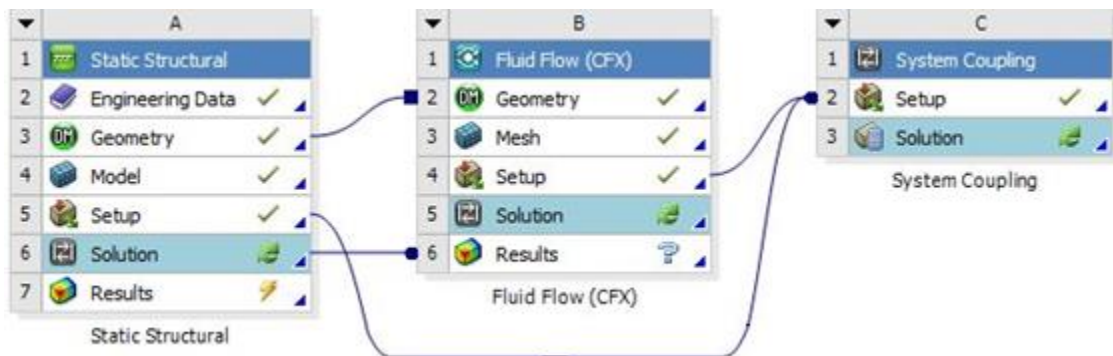 A
1 Static Structural
2 Engineering Data
3 Geometry
4 Model
5 Setup
6 Solution
7 Results
Static Structural
B
1 Fluid Flow (CFX)
2 Geometry
3 Mesh
4 Setup
5 Solution
6 Results
Fluid Flow (CFX)
C
1 System Coupling
2 Setup
3 Solution
System Coupling